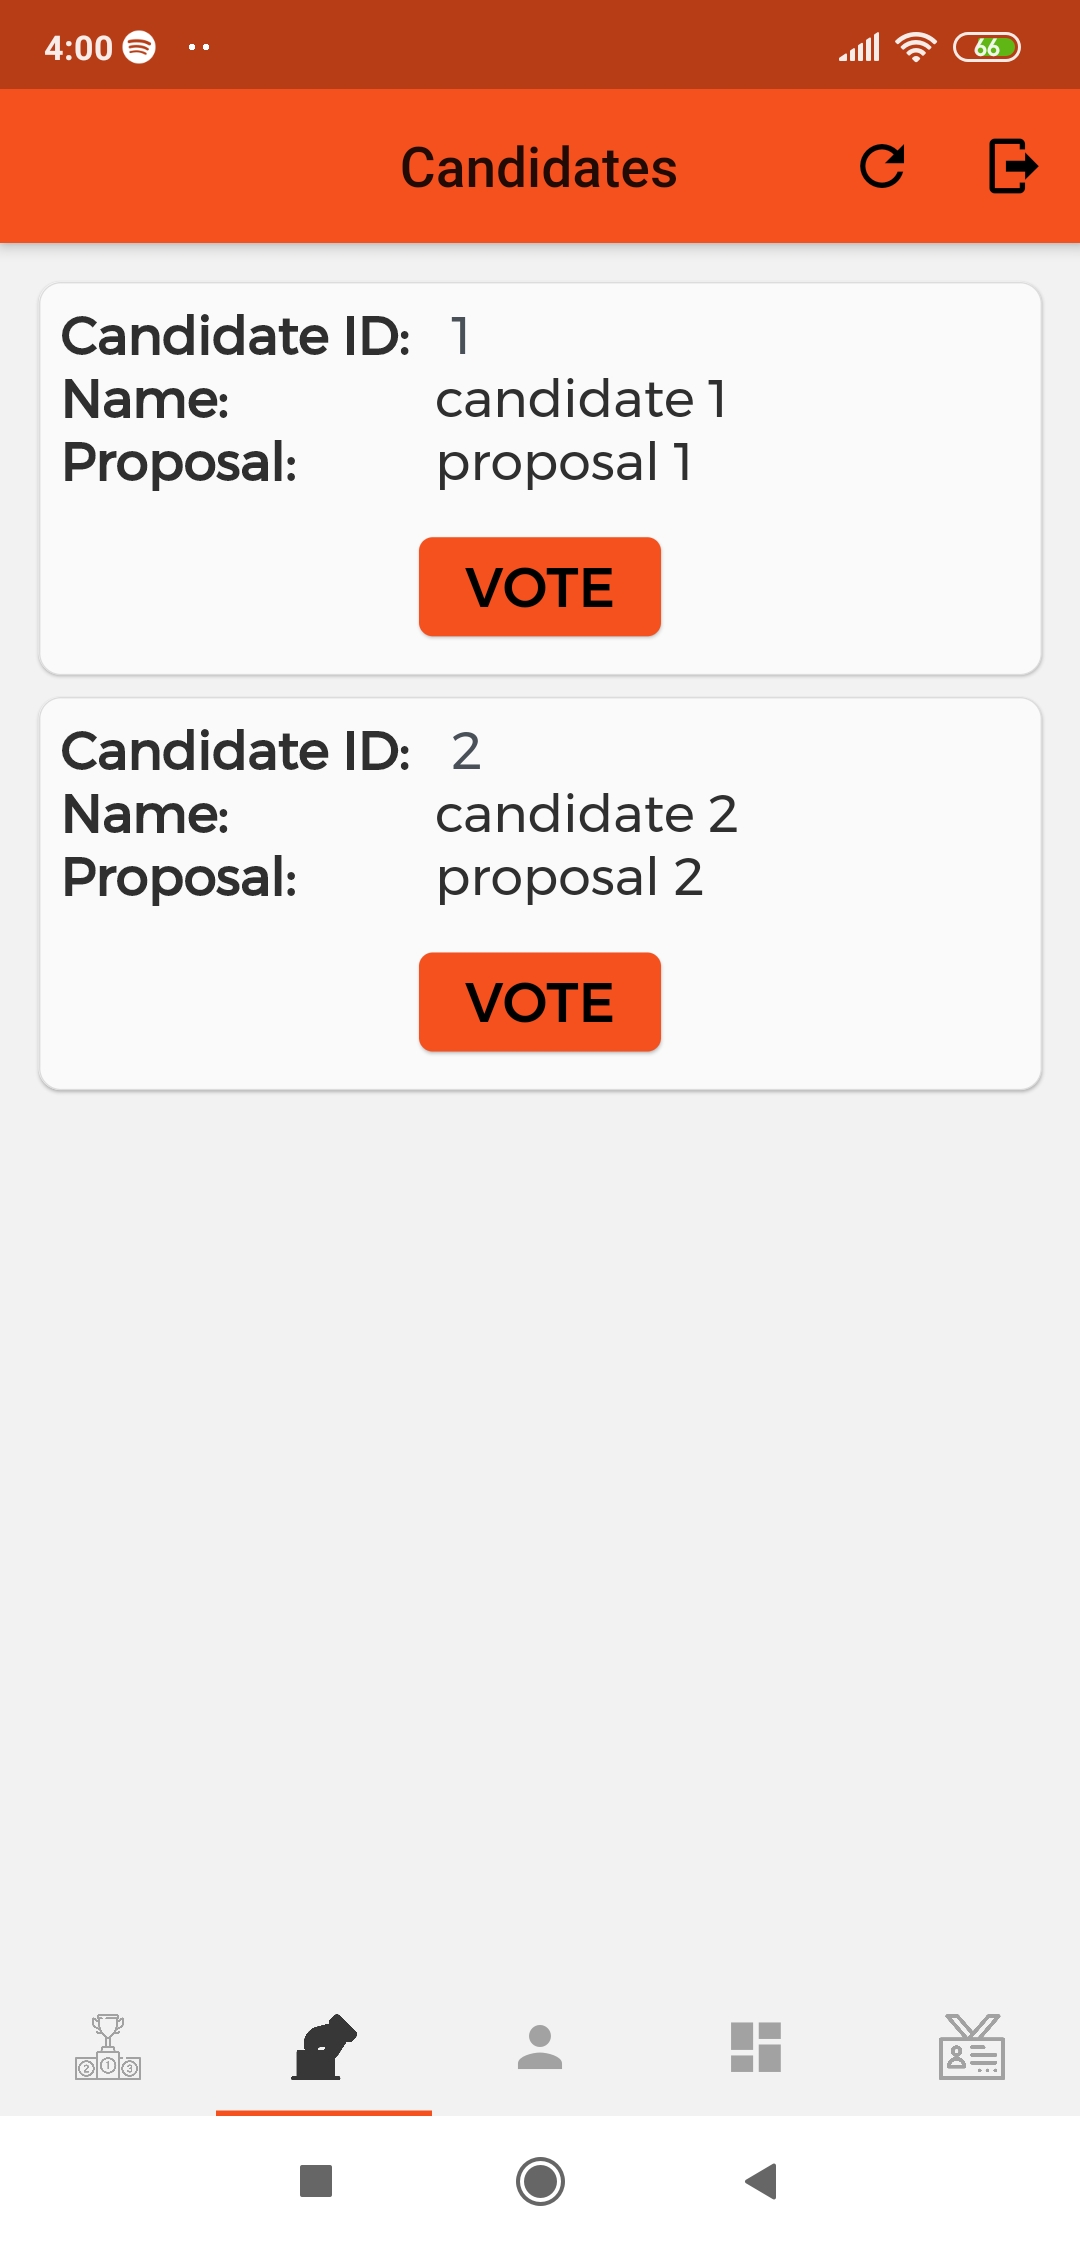 4:00
66
Candidates
Candidate ID: 1
Name: candidate 1
Proposal: proposal 1
VOTE
Candidate ID: 2
Name: candidate 2
Proposal: proposal 2
VOTE
2 1 3